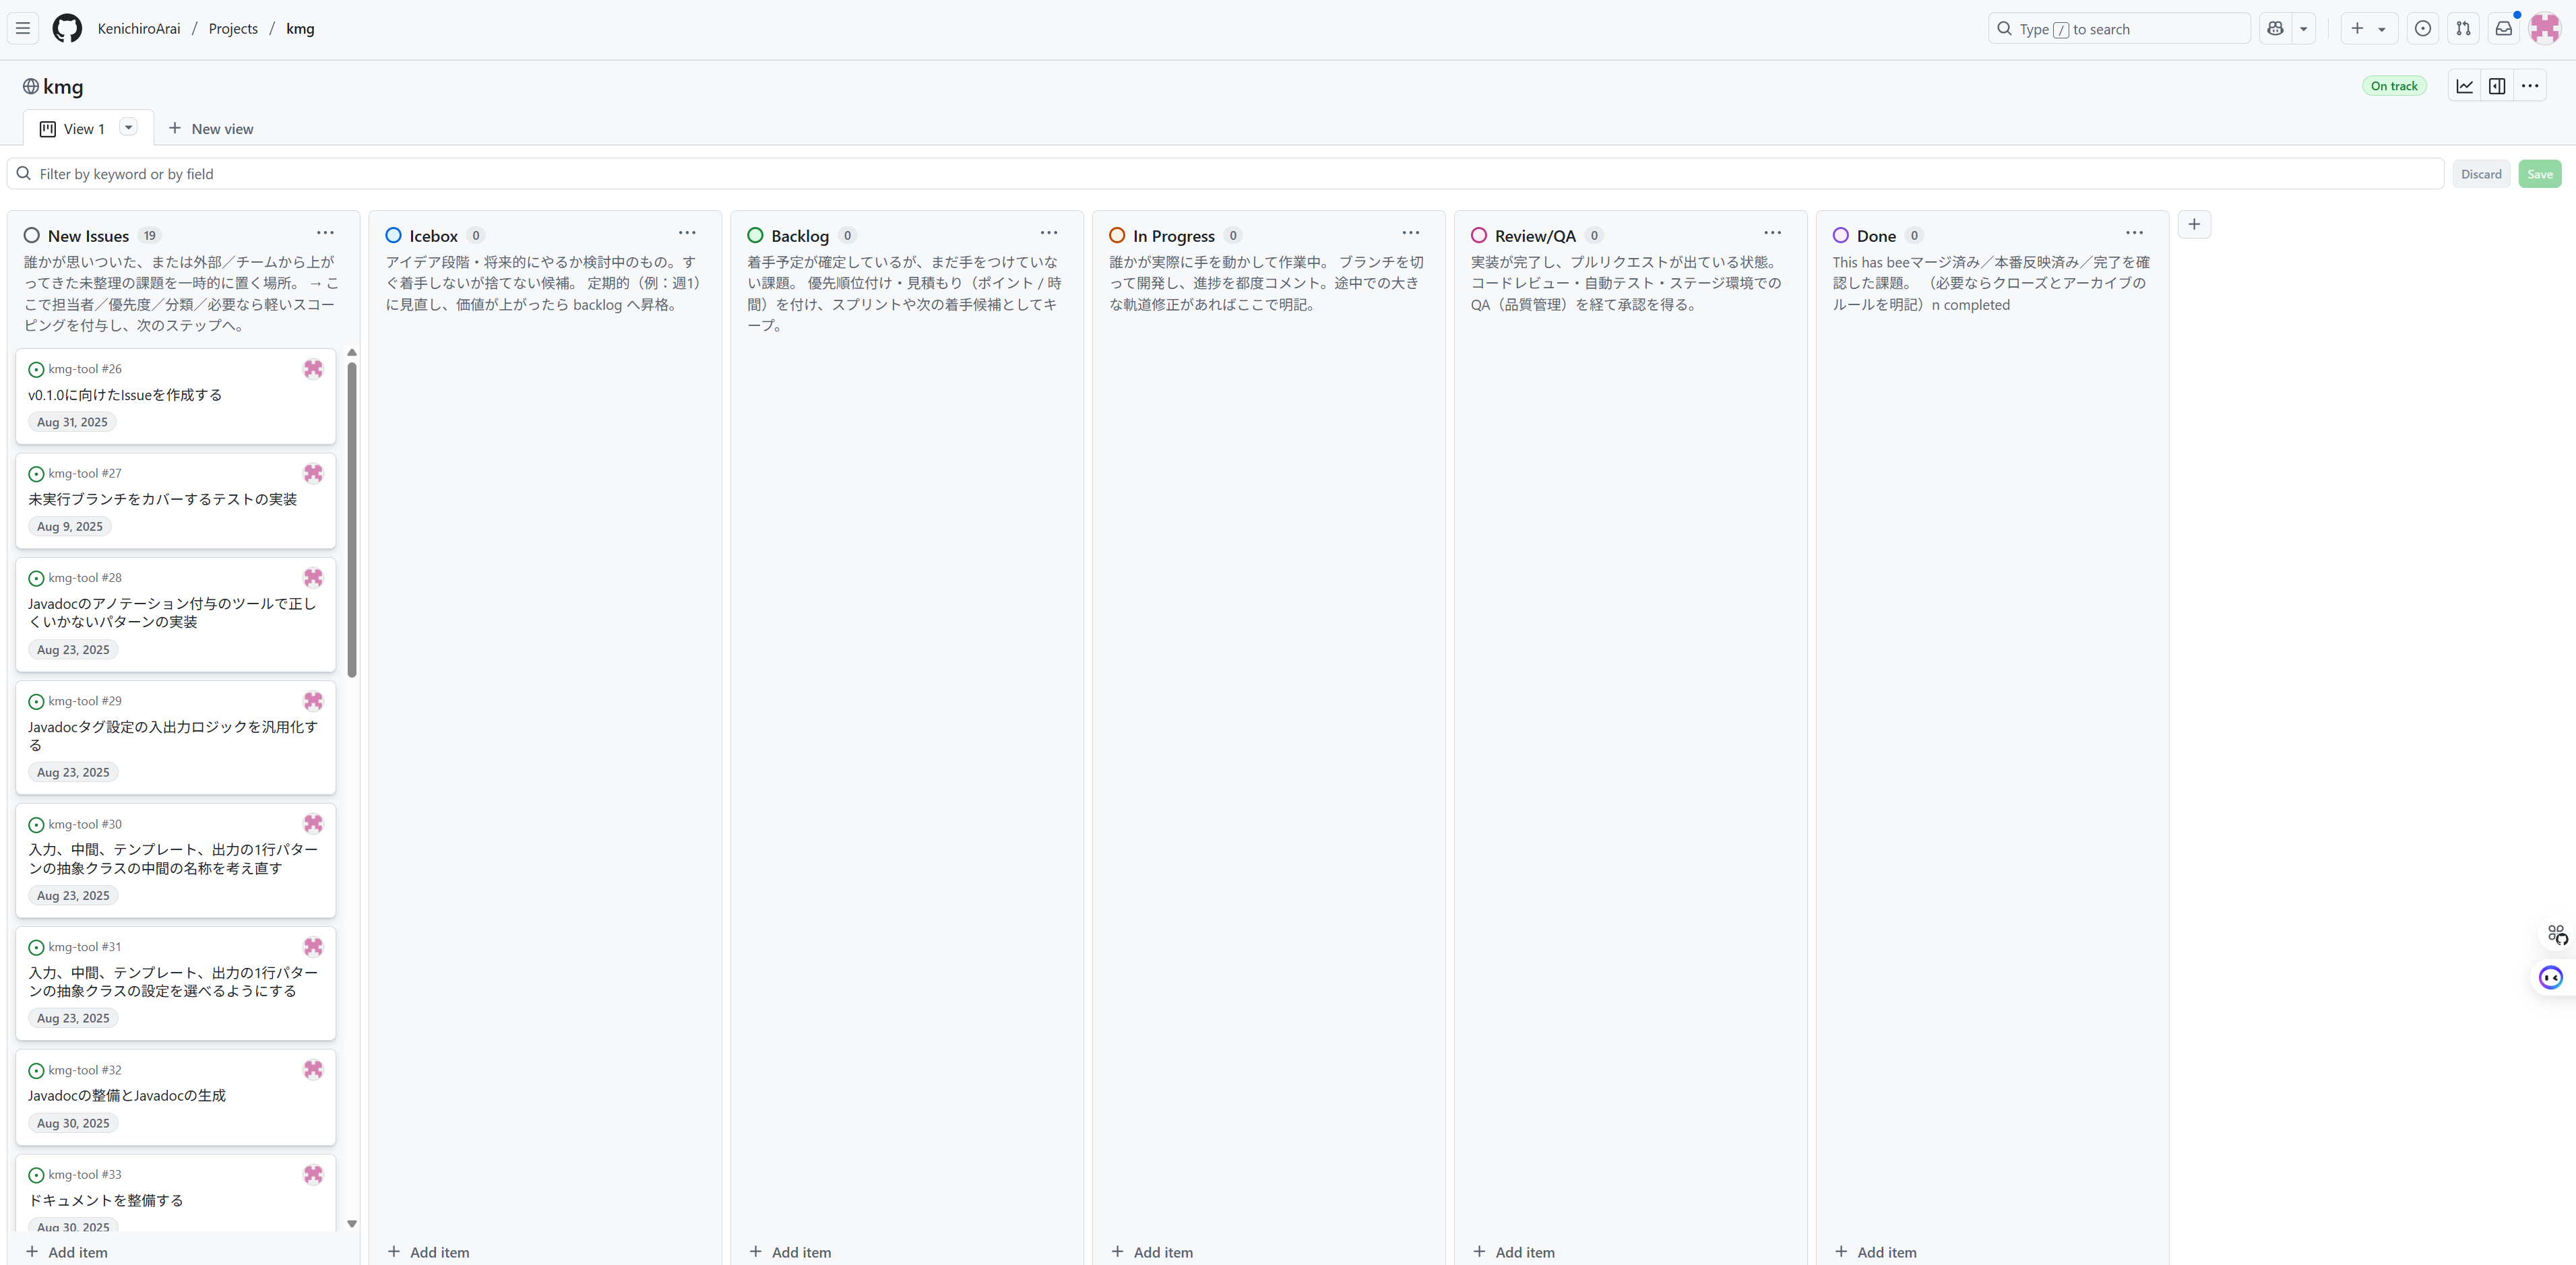 KenichiroArai / Projects / kmg
Type / to search
kmg
On track
View 1
New view
Filter by keyword or by field
Discard
Save
New Issues 19
誰かが思いついた、または外部／チームから上が
ってきた未整理の課題を一時的に置く場所。 → こ
こで担当者／優先度／分類／必要なら軽いスコー
ピングを付与し、次のステップへ。
kmg-tool #26
v0.1.0に向けたIssueを作成する
Aug 31, 2025
kmg-tool #27
未実行ブランチをカバーするテストの実装
Aug 9, 2025
kmg-tool #28
Javadocのアノテーション付与のツールで正し
くいかないパターンの実装
Aug 23, 2025
kmg-tool #29
Javadocタグ設定の入出力ロジックを汎用化す
る
Aug 23, 2025
kmg-tool #30
入力、中間、テンプレート、出力の1行パター
ンの抽象クラスの中間の名称を考え直す
Aug 23, 2025
kmg-tool #31
入力、中間、テンプレート、出力の1行パター
ンの抽象クラスの設定を選べるようにする
Aug 23, 2025
kmg-tool #32
Javadocの整備とJavadocの生成
Aug 30, 2025
kmg-tool #33
ドキュメントを整備する
Aug 30, 2025
Add item
Icebox 0
アイデア段階・将来的にやるか検討中のもの。す
ぐ着手しないが捨てない候補。 定期的（例：週1）
に見直し、価値が上がったら backlog へ昇格。
Add item
Backlog 0
着手予定が確定しているが、まだ手をつけていな
い課題。 優先順位付け・見積もり（ポイント / 時
間）を付け、スプリントや次の着手候補としてキ
ープ。
Add item
In Progress 0
誰かが実際に手を動かして作業中。 ブランチを切
って開発し、進捗を都度コメント。途中での大き
な軌道修正があればここで明記。
Add item
Review/QA 0
実装が完了し、プルリクエストが出ている状態。
コードレビュー・自動テスト・ステージ環境での
QA（品質管理）を経て承認を得る。
Add item
Done 0
This has beeマージ済み／本番反映済み／完了を確
認した課題。 （必要ならクローズとアーカイブの
ルールを明記）n completed
Add item